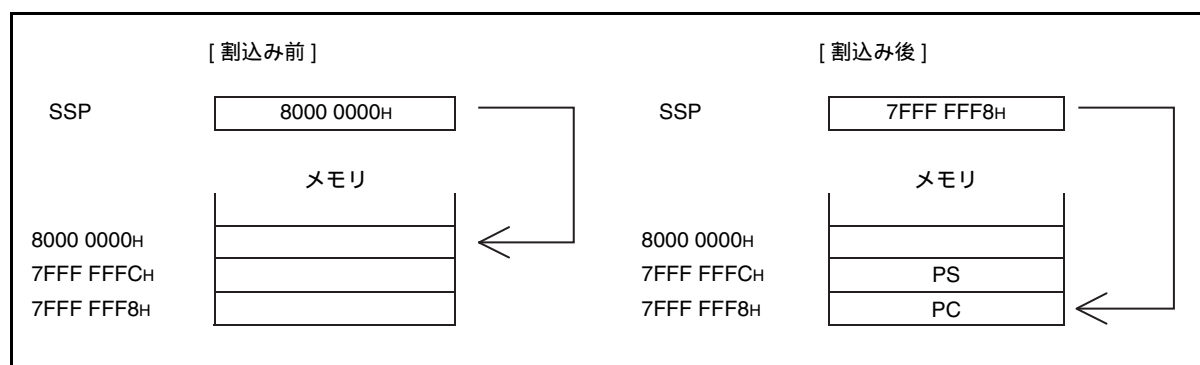 [ 割込み前 ]
SSP
8000 0000H
メモリ
8000 0000H
7FFF FFFCH
7FFF FFF8H
[ 割込み後 ]
SSP
7FFF FFF8H
メモリ
8000 0000H
7FFF FFFCH
PS
7FFF FFF8H
PC